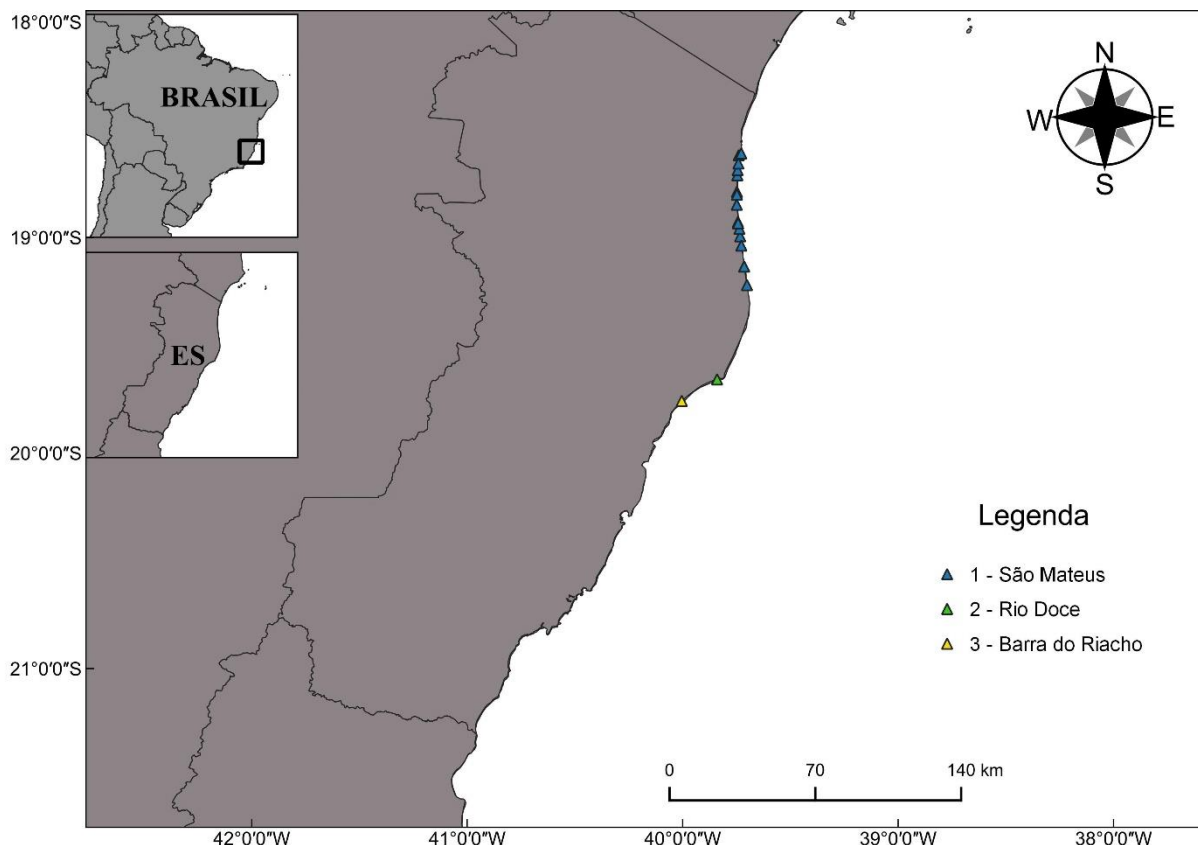 18°0'0"S
BRASIL
N
W
E
S
19°0'0"S
ES
20°0'0"S
Legenda
1 - São Mateus
2 - Rio Doce
3 - Barra do Riacho
21°0'0"S
0 70 140 km
42°0'0"W 41°0'0"W 40°0'0"W 39°0'0"W 38°0'0"W